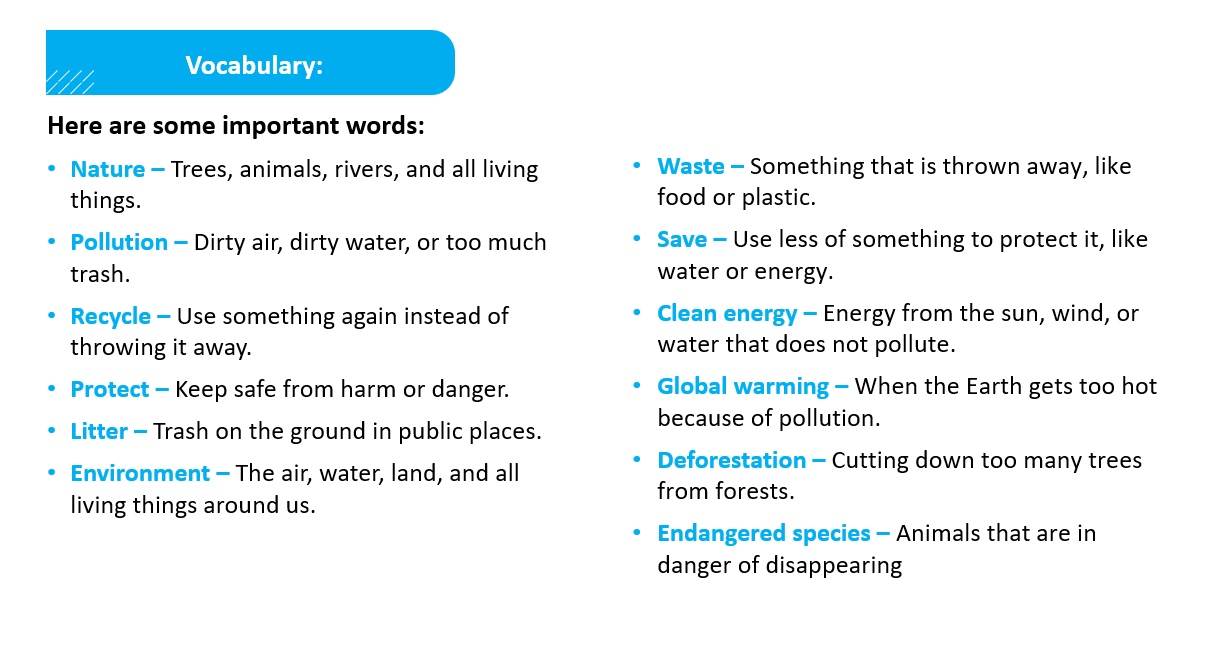 Vocabulary:
Here are some important words:
• Nature – Trees, animals, rivers, and all living
things.
• Pollution – Dirty air, dirty water, or too much
trash.
• Recycle – Use something again instead of
throwing it away.
• Protect – Keep safe from harm or danger.
• Litter – Trash on the ground in public places.
• Environment – The air, water, land, and all
living things around us.
• Waste – Something that is thrown away, like
food or plastic.
• Save – Use less of something to protect it, like
water or energy.
• Clean energy – Energy from the sun, wind, or
water that does not pollute.
• Global warming – When the Earth gets too hot
because of pollution.
• Deforestation – Cutting down too many trees
from forests.
• Endangered species – Animals that are in
danger of disappearing